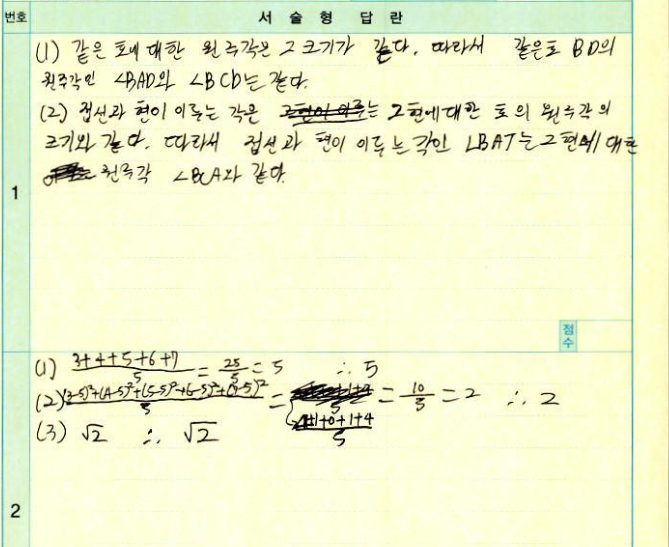 번호 서술형 답란
(1) 같은 호에 대한 원주각은 그 크기가 같다. 따라서 같은 호 BD의
원주각인 ∠BAD와 ∠BCD는 같다.
(2) 접선과 현이 이루는 각은 그 현에 대한 호의 원주각의
크기와 같다. 따라서 접선과 현이 이루는 각인 ∠BAT는 그 현에 대한
원주각 ∠BCA와 같다.
1
점수
(1) 3+4+5+6+7/5 = 25/5 = 5 ∴ 5
(2) (3-5)²+(4-5)²+(5-5)²+(6-5)²+(7-5)²/5 = 4+1+0+1+4/5 = 10/5 = 2 ∴ 2
(3) √2 ∴ √2
2